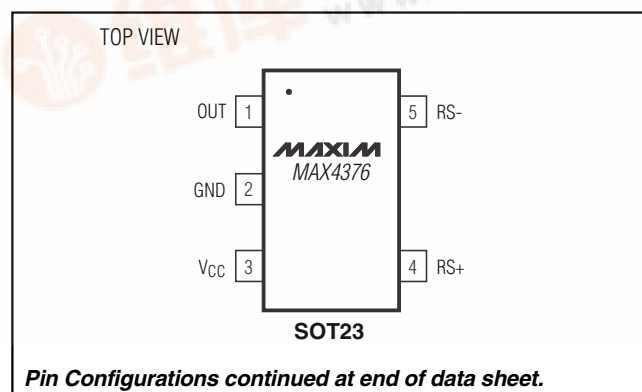 TOP VIEW
OUT 1
5 RS-
MAXIM
MAX4376
GND 2
VCC 3
4 RS+
SOT23
Pin Configurations continued at end of data sheet.